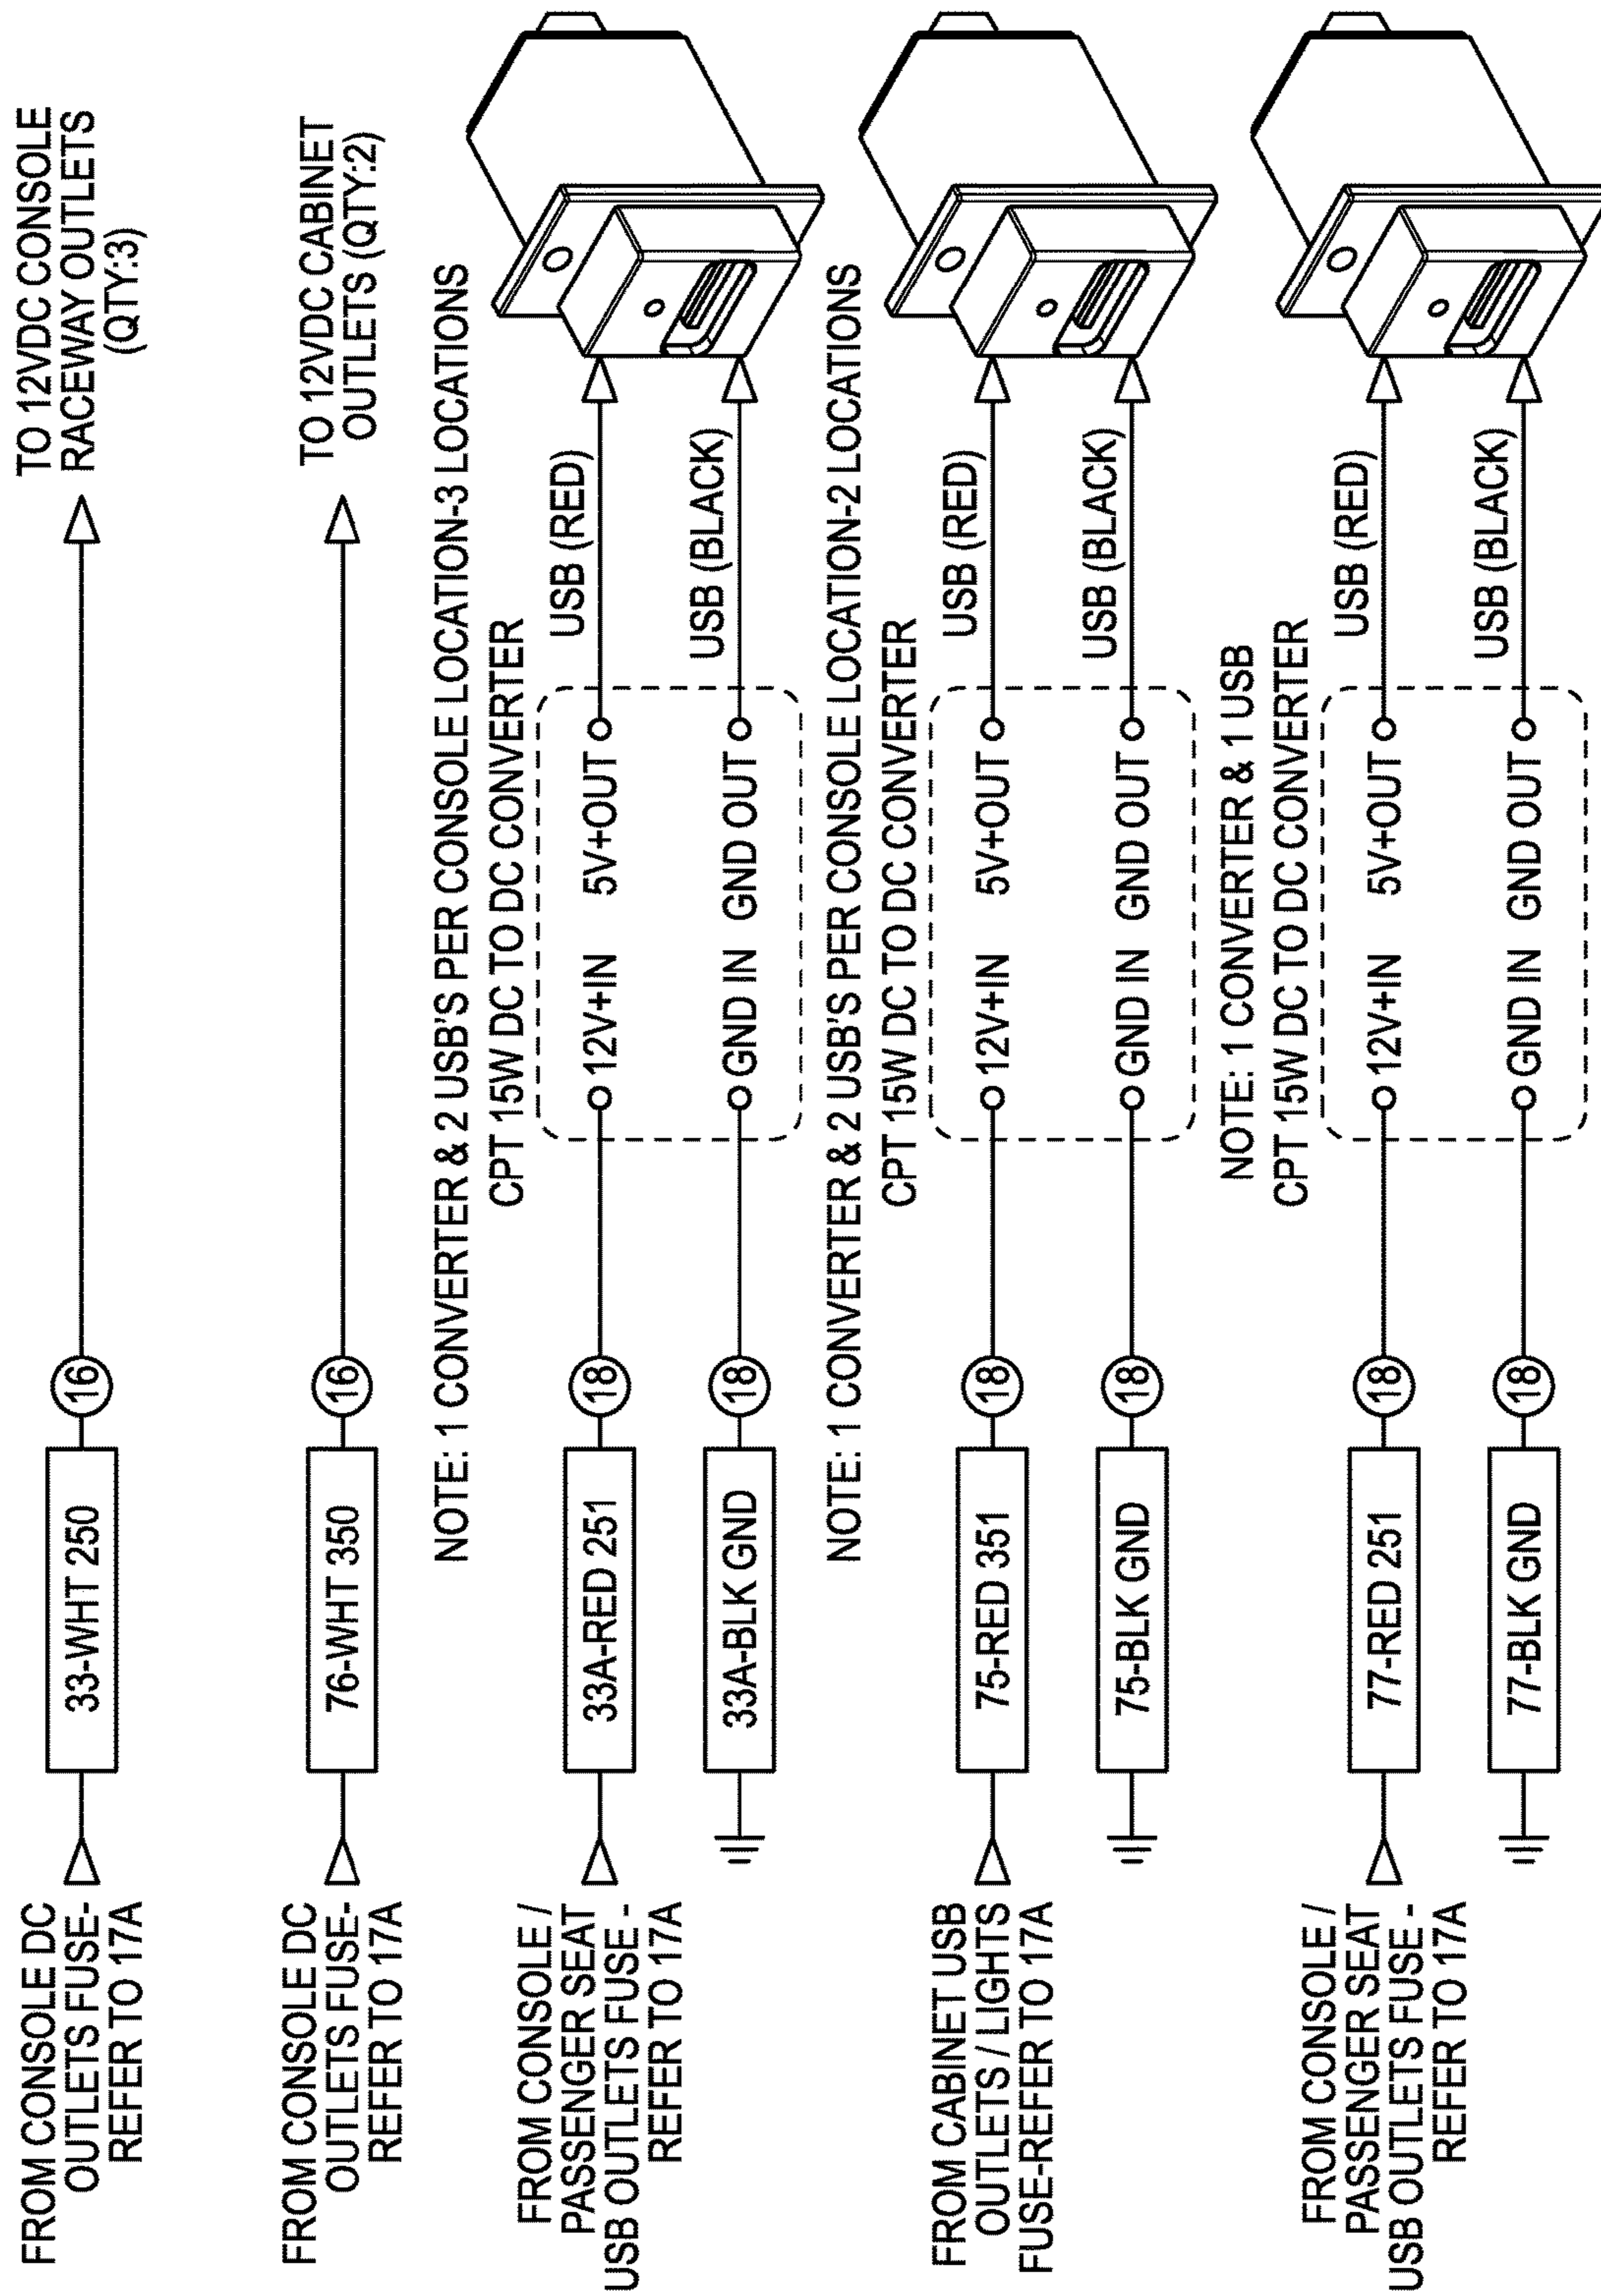 FROM CONSOLE DC
OUTLETS FUSE-
REFER TO 17A
33-WHT 250
16
TO 12VDC CONSOLE
RACEWAY OUTLETS
(QTY:3)
FROM CONSOLE DC
OUTLETS FUSE-
REFER TO 17A
76-WHT 350
16
TO 12VDC CABINET
OUTLETS (QTY:2)
NOTE: 1 CONVERTER & 2 USB'S PER CONSOLE LOCATION-3 LOCATIONS
CPT 15W DC TO DC CONVERTER
FROM CONSOLE /
PASSENGER SEAT
USB OUTLETS FUSE -
REFER TO 17A
33A-RED 251
18
12V+IN 5V+OUT
USB (RED)
33A-BLK GND
18
GND IN GND OUT
USB (BLACK)
NOTE: 1 CONVERTER & 2 USB'S PER CONSOLE LOCATION-2 LOCATIONS
CPT 15W DC TO DC CONVERTER
FROM CABINET USB
OUTLETS / LIGHTS
FUSE-REFER TO 17A
75-RED 351
18
12V+IN 5V+OUT
USB (RED)
75-BLK GND
18
GND IN GND OUT
USB (BLACK)
NOTE: 1 CONVERTER & 1 USB
CPT 15W DC TO DC CONVERTER
FROM CONSOLE /
PASSENGER SEAT
USB OUTLETS FUSE -
REFER TO 17A
77-RED 251
18
12V+IN 5V+OUT
USB (RED)
77-BLK GND
18
GND IN GND OUT
USB (BLACK)